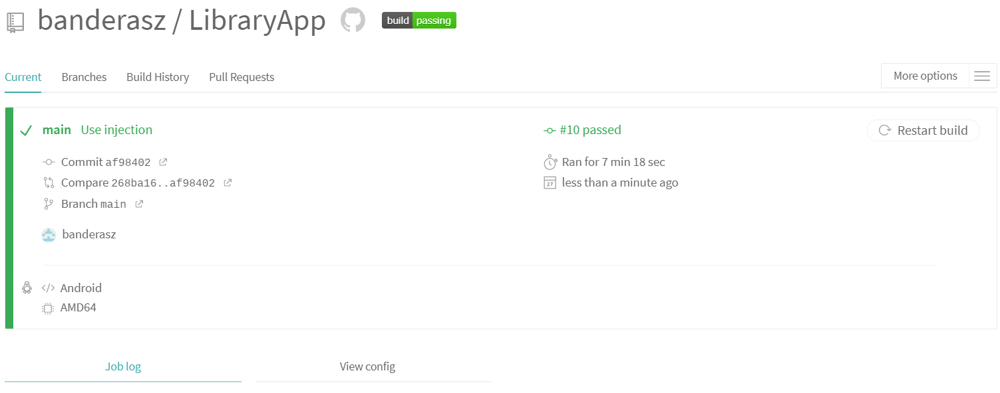 banderasz / LibraryApp
build passing
Current Branches Build History Pull Requests
More options
main Use injection
#10 passed
Restart build
Commit af98402
Compare 268ba16..af98402
Branch main
Ran for 7 min 18 sec
27
less than a minute ago
banderasz
</> Android
AMD64
Job log View config